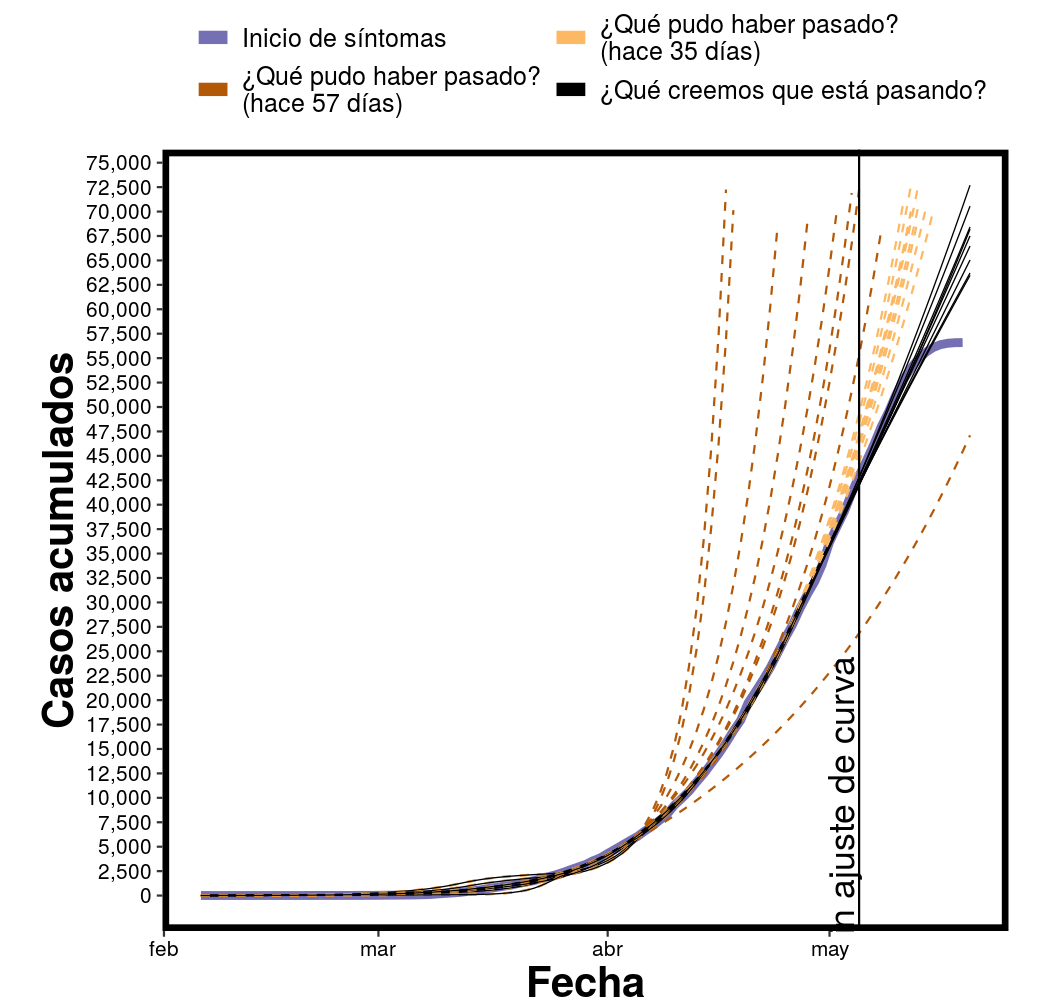 Inicio de síntomas
¿Qué pudo haber pasado?
(hace 57 días)
¿Qué pudo haber pasado?
(hace 35 días)
¿Qué creemos que está pasando?
75,000
72,500
70,000
67,500
65,000
62,500
60,000
57,500
55,000
52,500
50,000
47,500
45,000
42,500
40,000
37,500
35,000
32,500
30,000
27,500
25,000
22,500
20,000
17,500
15,000
12,500
10,000
7,500
5,000
2,500
0
Casos acumulados
n ajuste de curva
feb
mar
abr
may
Fecha